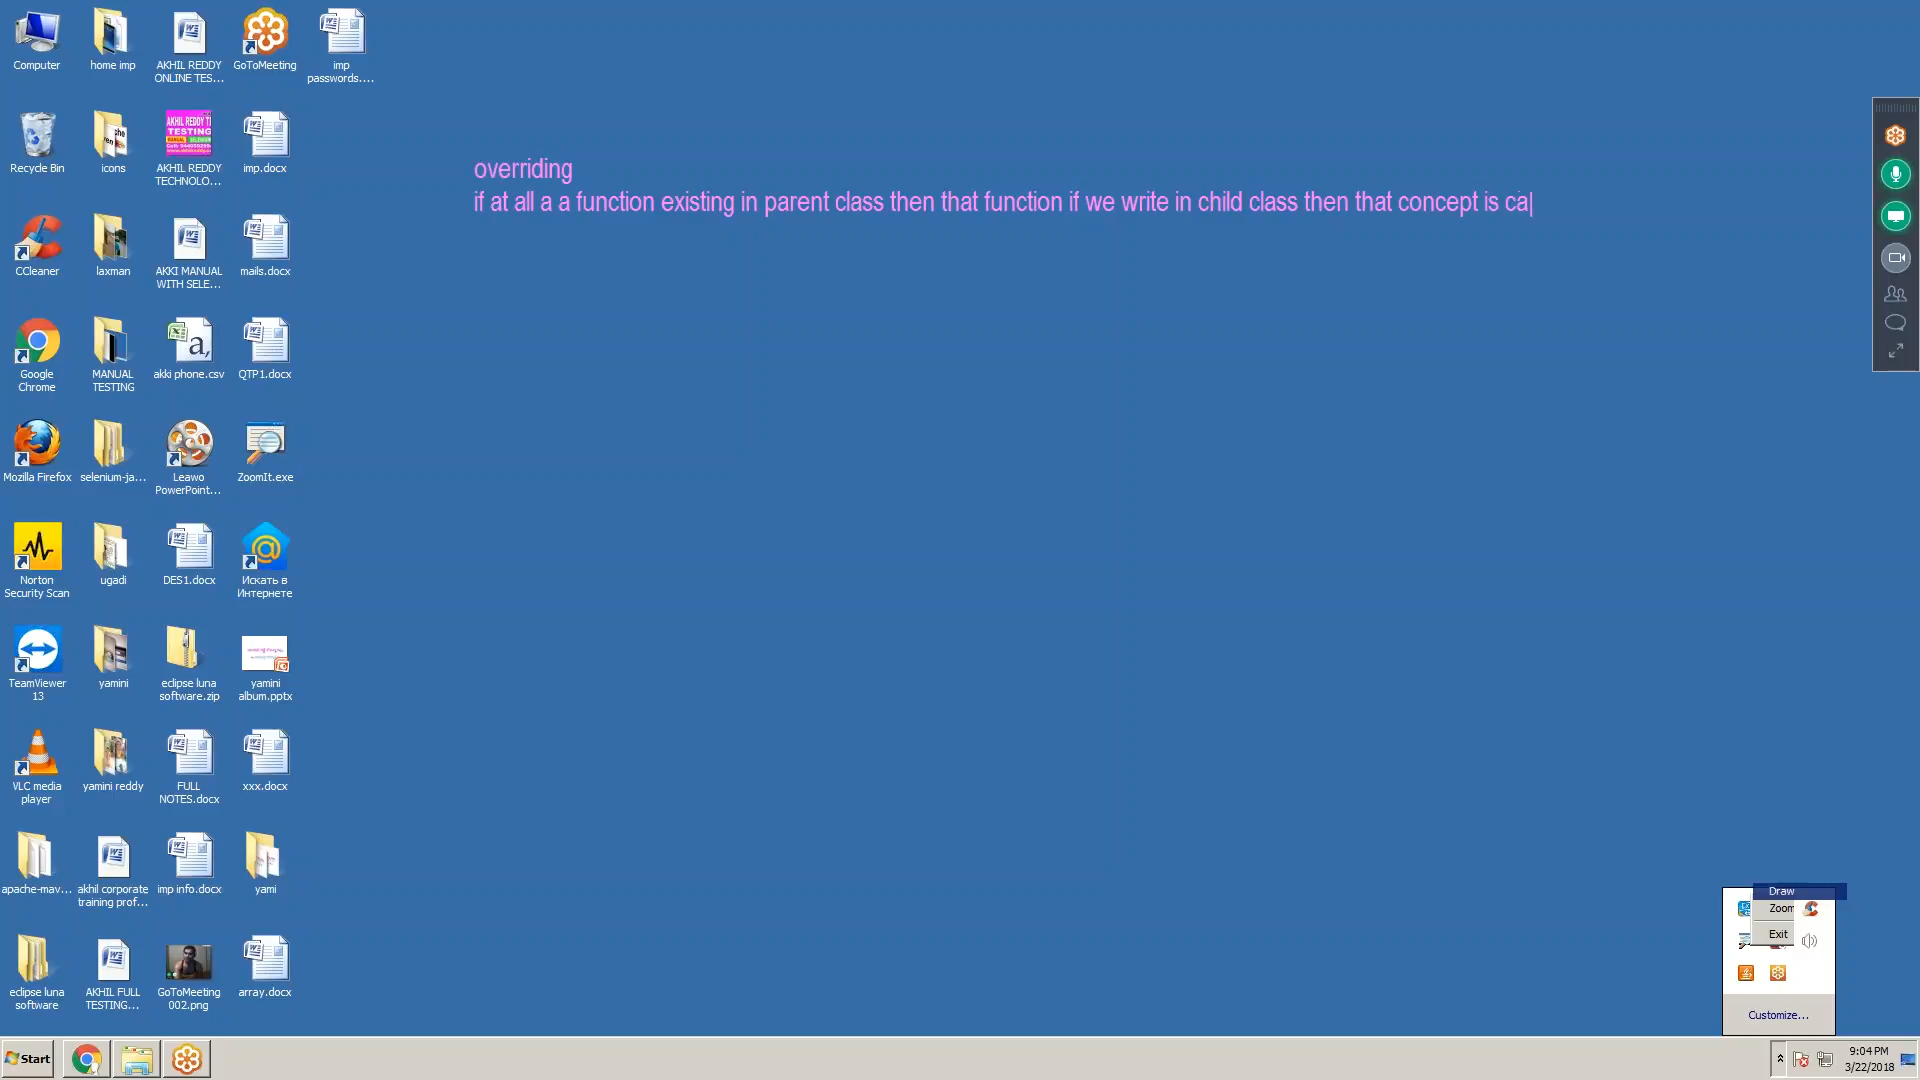 Computer
home imp
AKHIL REDDY
ONLINE TES...
GoToMeeting
imp
passwords....
Recycle Bin
icons
AKHIL REDDY
TESTING
AKHIL REDDY
TECHNOLO...
imp.docx
overriding
if at all a a function existing in parent class then that function if we write in child class then that concept is ca
CCleaner
laxman
AKKI MANUAL
WITH SELE...
mails.docx
Google
Chrome
MANUAL
TESTING
akki phone.csv
QTP1.docx
Mozilla Firefox
selenium-ja...
Leawo
PowerPoint...
ZoomIt.exe
Norton
Security Scan
ugadi
DES1.docx
Искать в
Интернете
TeamViewer
13
yamini
eclipse luna
software.zip
yamini
album.pptx
VLC media
player
yamini reddy
FULL
NOTES.docx
xxx.docx
apache-mav...
akhil corporate
training prof...
imp info.docx
yami
eclipse luna
software
AKHIL FULL
TESTING...
GoToMeeting
002.png
array.docx
Draw
Zoom
Exit
Customize...
Start
9:04 PM
3/22/2018